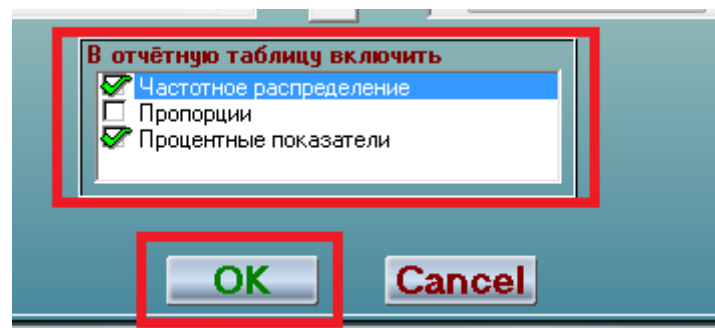 В отчётную таблицу включить
Частотное распределение
Пропорции
Процентные показатели
OK Cancel